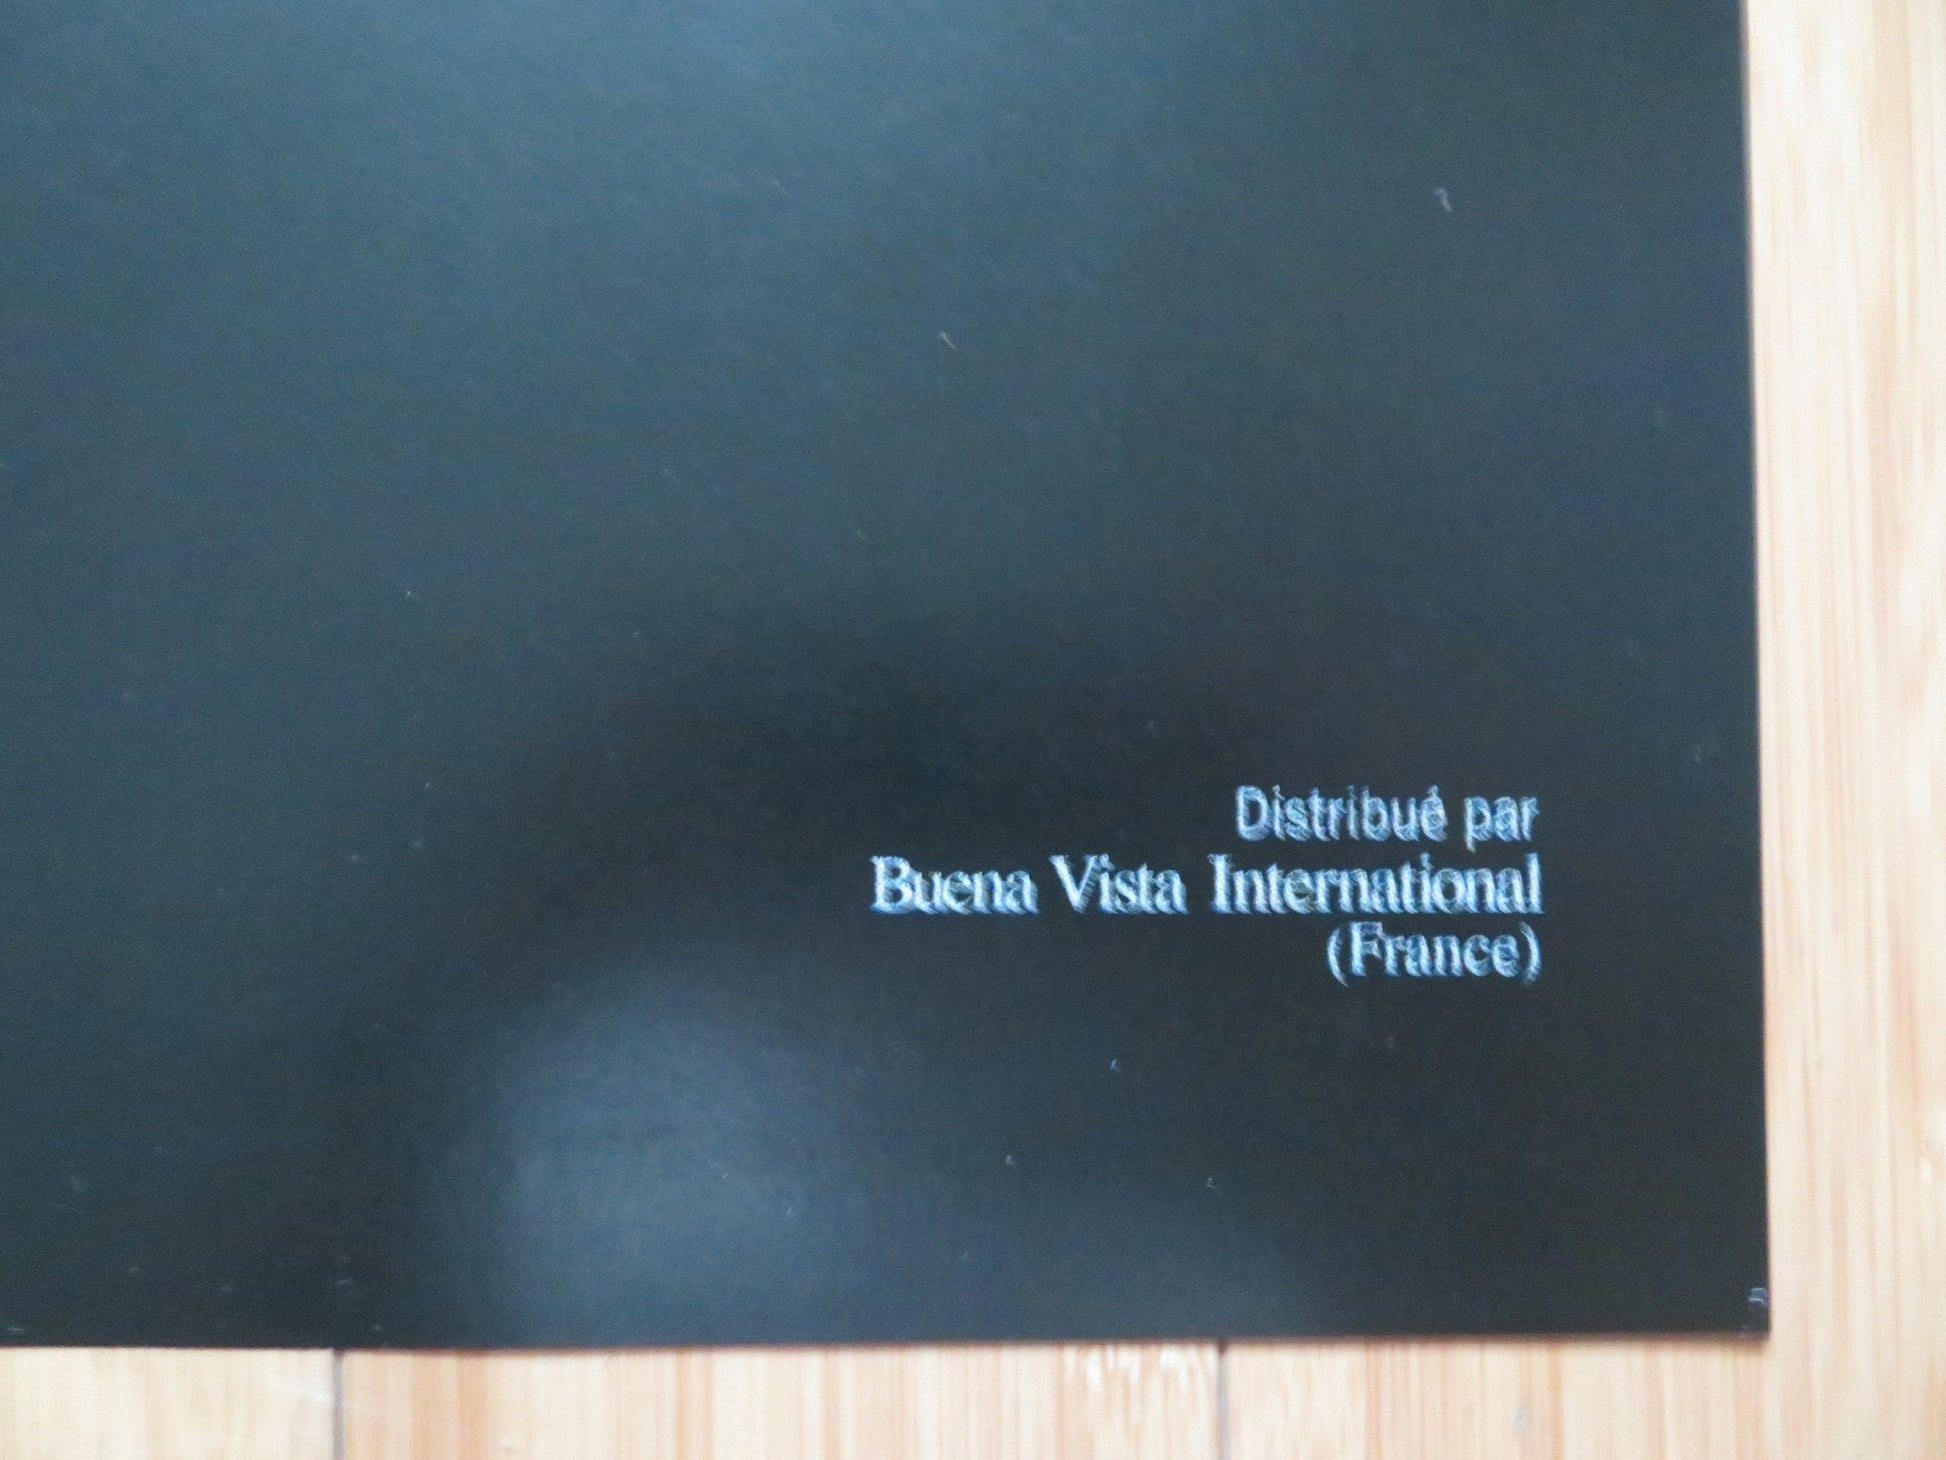 Distribué par
Buena Vista International
(France)